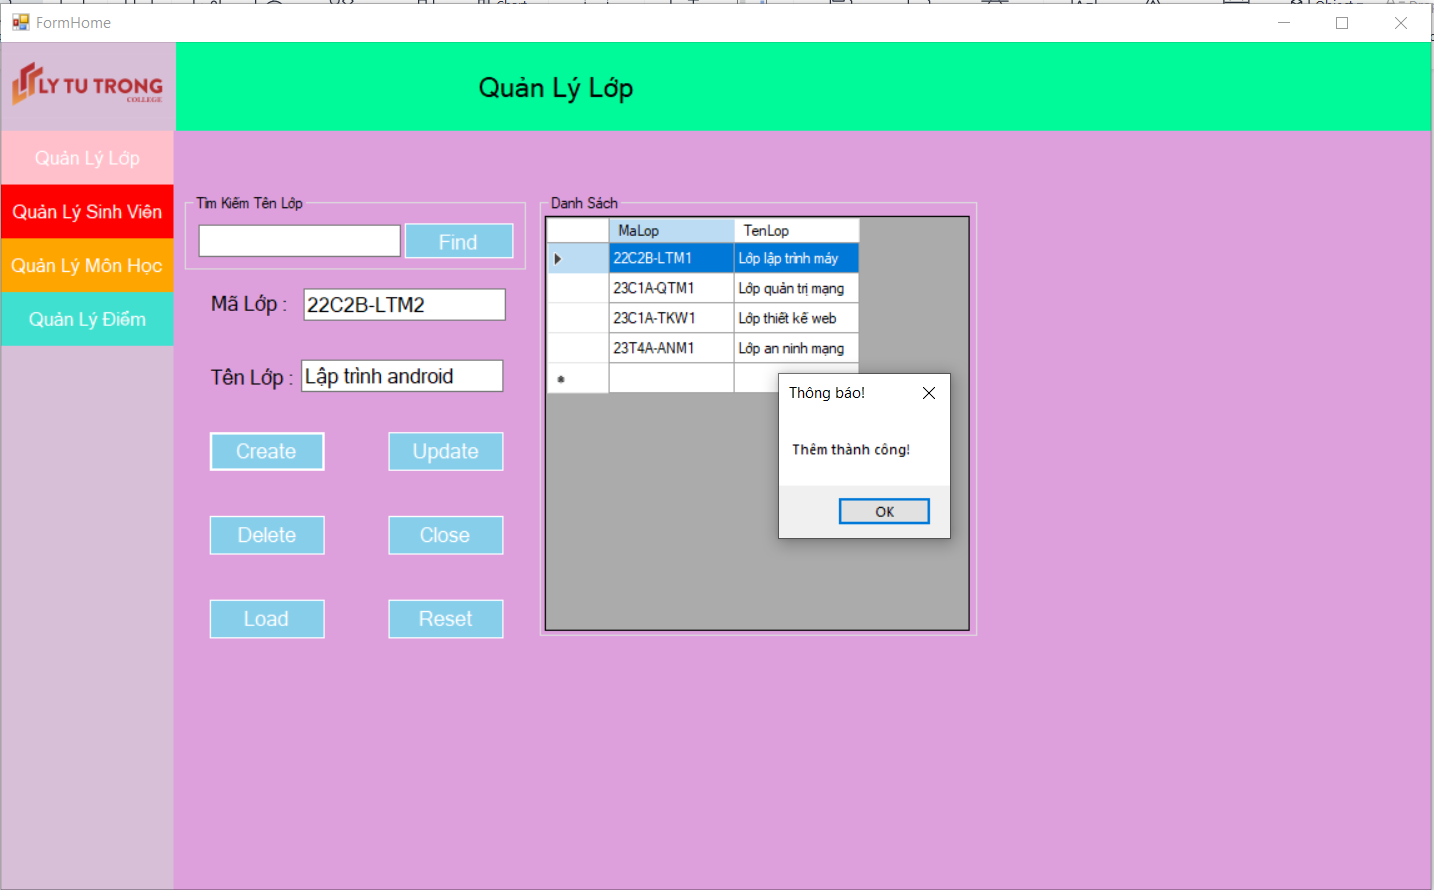 FormHome
LY TU TRONG
COLLEGE
Quản Lý Lớp
Quản Lý Lớp
Quản Lý Sinh Viên
Quản Lý Môn Học
Quản Lý Điểm
Tìm Kiếm Tên Lớp
Find
Mã Lớp : 22C2B-LTM2
Tên Lớp : Lập trình android
Create Update
Delete Close
Load Reset
Danh Sách
MaLop TenLop
22C2B-LTM1 Lớp lập trình máy
23C1A-QTM1 Lớp quản trị mạng
23C1A-TKW1 Lớp thiết kế web
23T4A-ANM1 Lớp an ninh mạng
Thông báo!
Thêm thành công!
OK